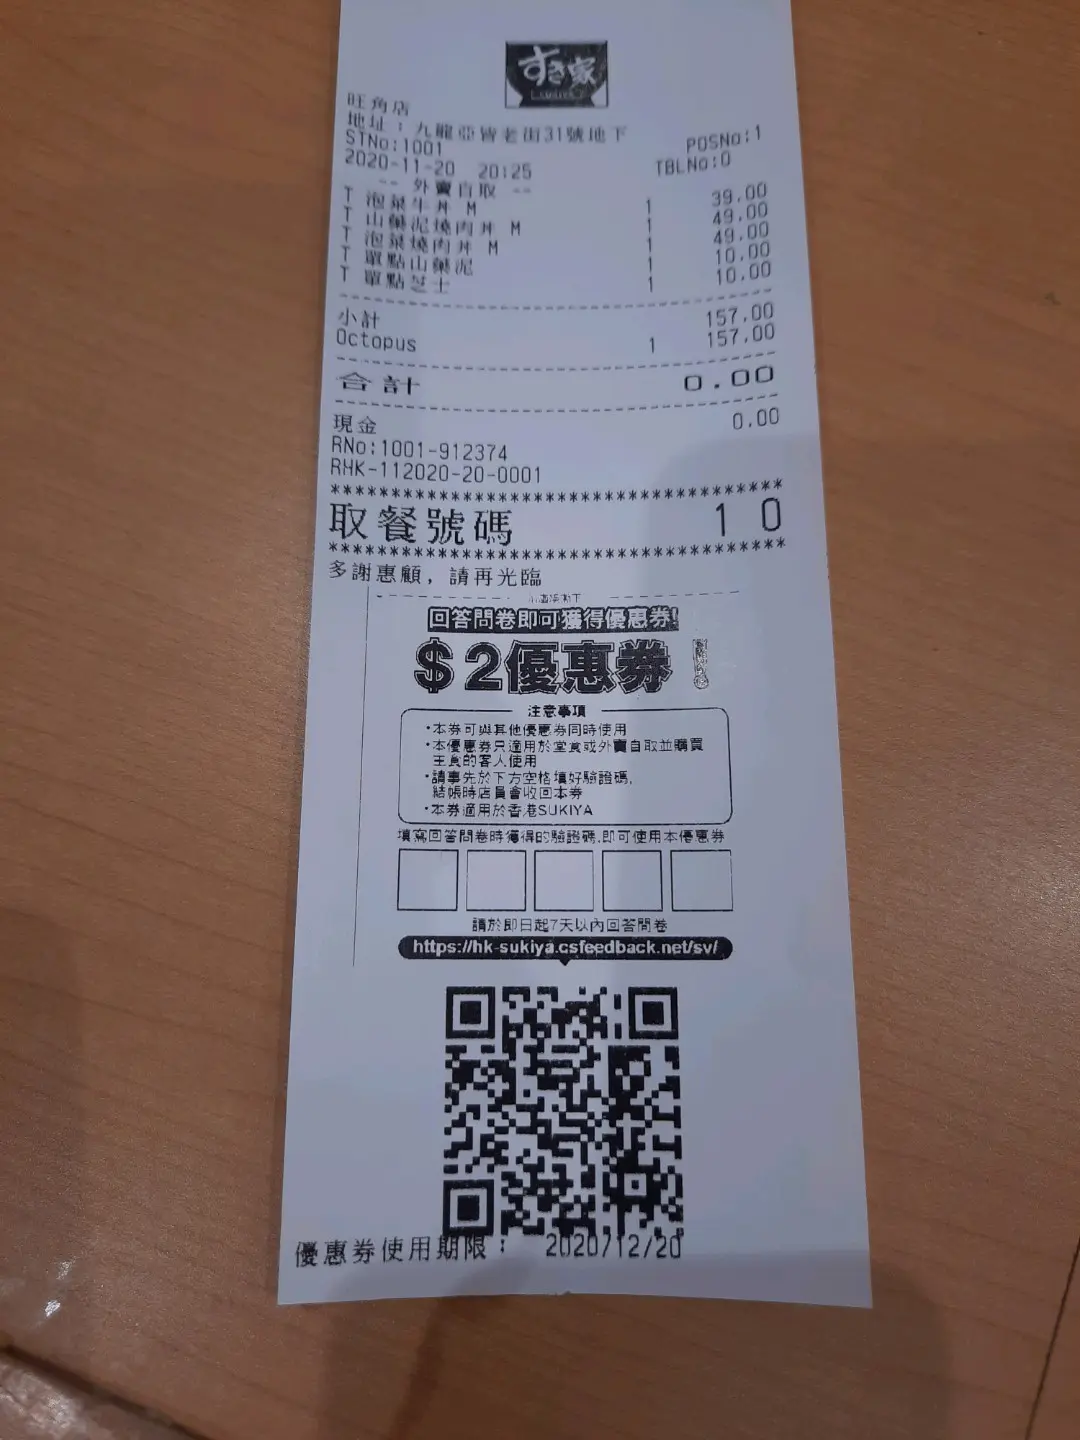 すき家
SUKIYA
旺角店
地址：九龍亞皆老街31號地下
STNo:1001 POSNo:1
2020-11-20 20:25 TBLNo:0
-- 外賣自取 --
T 泡菜牛丼 M 1 39.00
T 山藥泥燒肉丼 M 1 49.00
T 泡菜燒肉丼 M 1 49.00
T 單點山藥泥 1 10.00
T 單點芝士 1 10.00
小計 157.00
Octopus 1 157.00
合計 0.00
現金 0.00
RNo:1001-912374
RHK-112020-20-0001
************************************
取餐號碼 10
************************************
多謝惠顧，請再光臨
回答問卷即可獲得優惠券!
$2優惠券
注意事項
•本券可與其他優惠券同時使用
•本優惠券只適用於堂食或外賣自取並購買
主食的客人使用
•請事先於下方空格填好驗證碼,
結帳時店員會收回本券
•本券適用於香港SUKIYA
填寫回答問卷時獲得的驗證碼,即可使用本優惠券
請於即日起7天以內回答問卷
https://hk-sukiya.csfeedback.net/sv/
優惠券使用期限： 2020/12/20